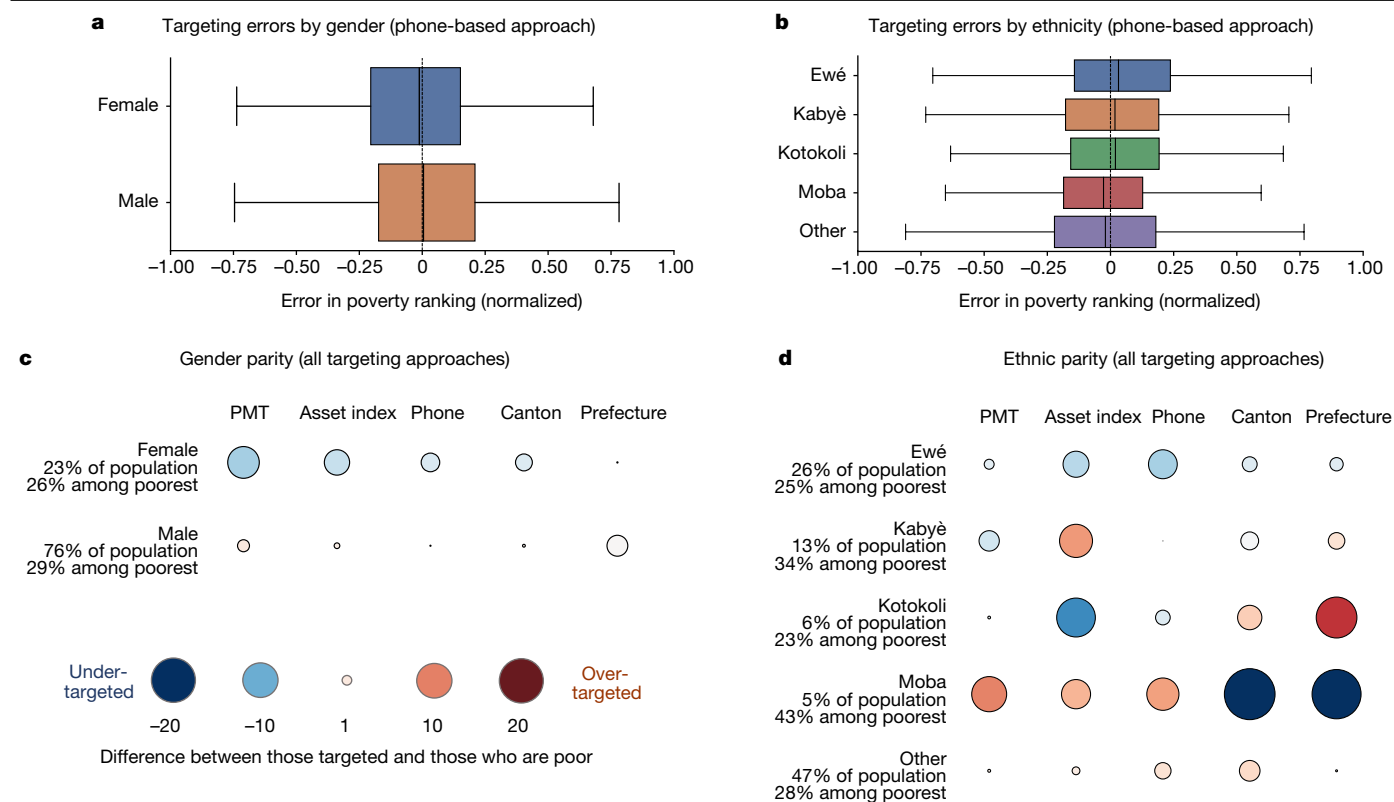 a Targeting errors by gender (phone-based approach)
Female
Male
−1.00 −0.75 −0.50 −0.25 0 0.25 0.50 0.75 1.00
Error in poverty ranking (normalized)
b Targeting errors by ethnicity (phone-based approach)
Ewé
Kabyè
Kotokoli
Moba
Other
−1.00 −0.75 −0.50 −0.25 0 0.25 0.50 0.75 1.00
Error in poverty ranking (normalized)
c Gender parity (all targeting approaches)
PMT Asset index Phone Canton Prefecture
Female
23% of population
26% among poorest
Male
76% of population
29% among poorest
Under-
targeted
Over-
targeted
−20 −10 1 10 20
Difference between those targeted and those who are poor
d Ethnic parity (all targeting approaches)
PMT Asset index Phone Canton Prefecture
Ewé
26% of population
25% among poorest
Kabyè
13% of population
34% among poorest
Kotokoli
6% of population
23% among poorest
Moba
5% of population
43% among poorest
Other
47% of population
28% among poorest